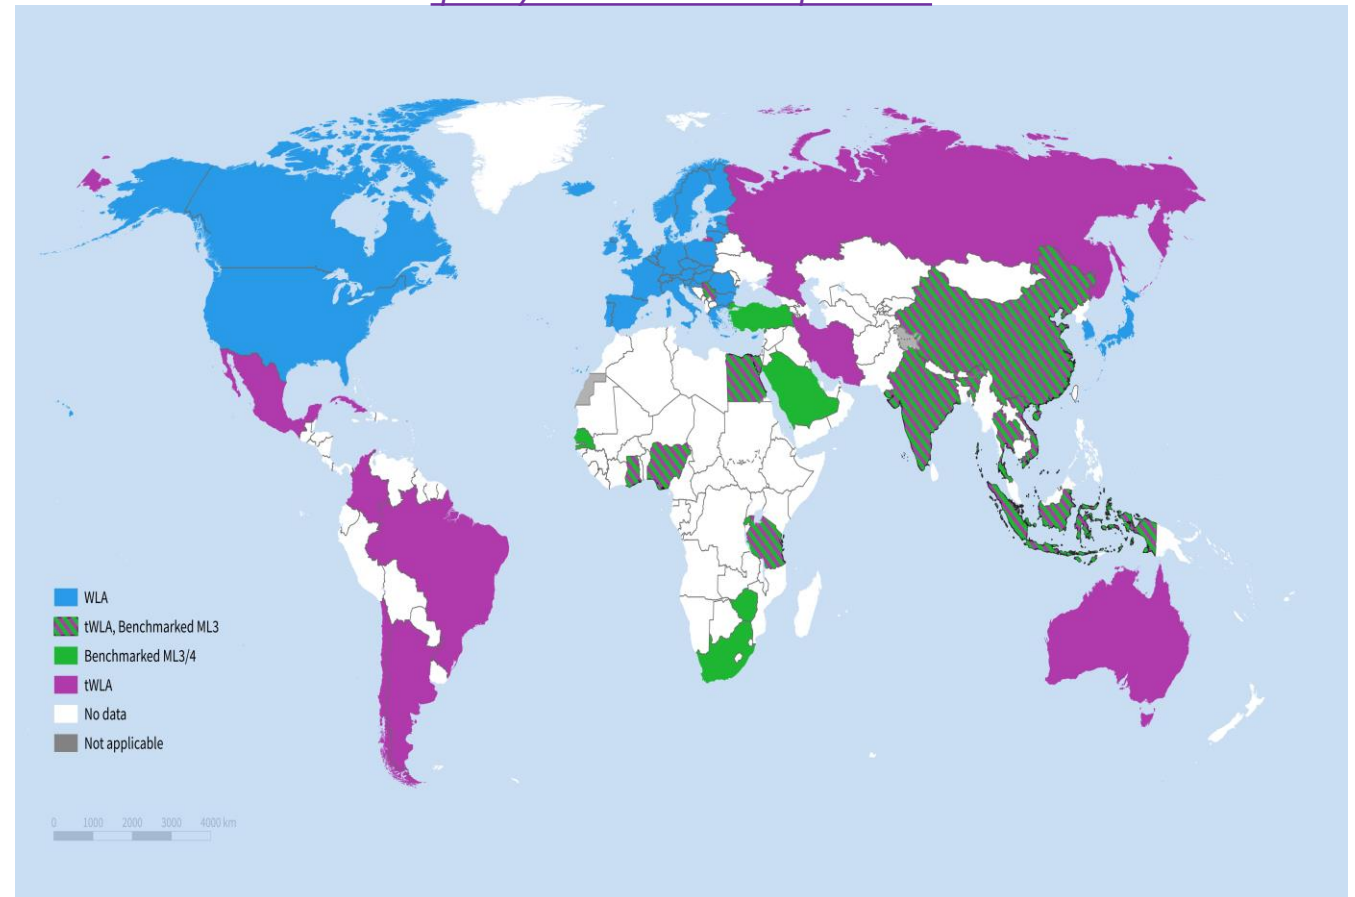 WLA
tWLA, Benchmarked ML3
Benchmarked ML3/4
tWLA
No data
Not applicable
0 1000 2000 3000 4000 km